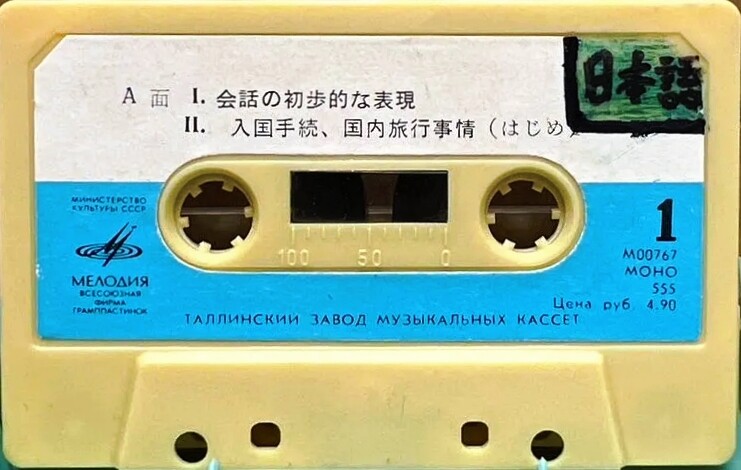 日本語
A 面 I. 会話の初歩的な表現
II. 入国手続、国内旅行事情（はじめ）
МИНИСТЕРСТВО
КУЛЬТУРЫ СССР
МЕЛОДИЯ
ВСЕСОЮЗНАЯ
ФИРМА
ГРАМПЛАСТИНОК
100 50 0
1
М00767
МОНО
555
Цена руб. 4.90
ТАЛЛИНСКИЙ ЗАВОД МУЗЫКАЛЬНЫХ КАССЕТ